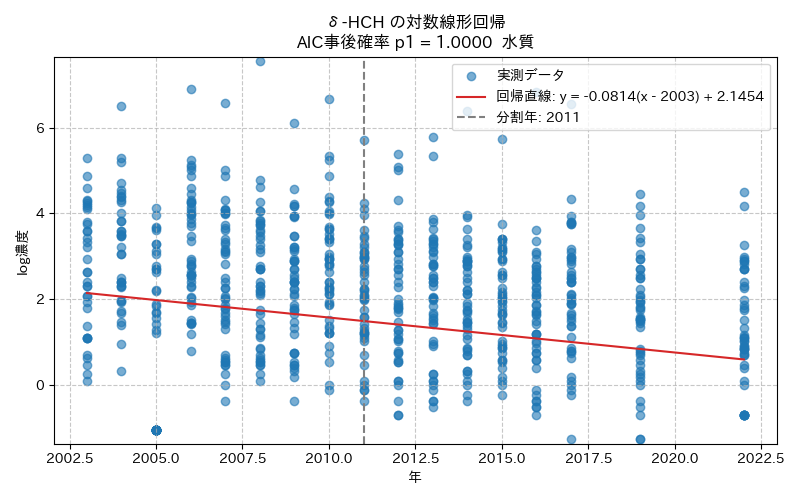 δ-HCH の対数線形回帰
AIC事後確率 p1 = 1.0000 水質
実測データ
回帰直線: y = -0.0814(x - 2003) + 2.1454
分割年: 2011
log濃度
6
4
2
0
2002.5 2005.0 2007.5 2010.0 2012.5 2015.0 2017.5 2020.0 2022.5
年